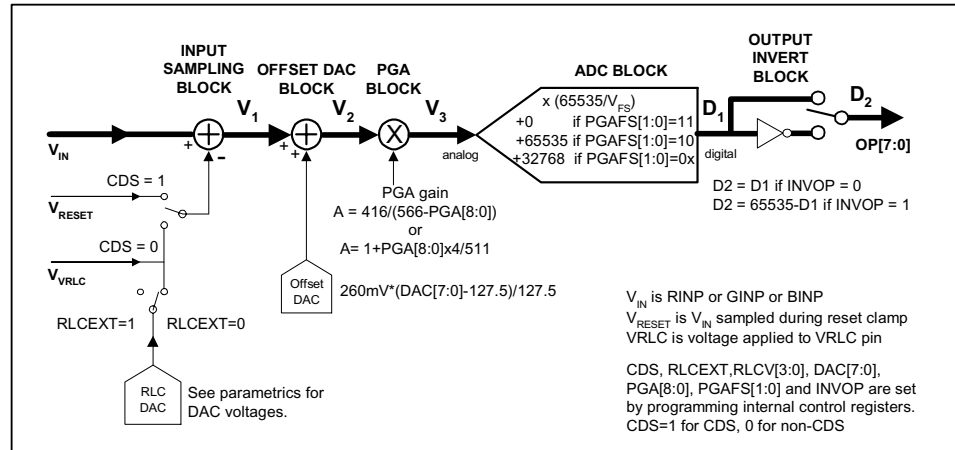 INPUT
SAMPLING
BLOCK
OFFSET DAC
BLOCK
PGA
BLOCK
ADC BLOCK
OUTPUT
INVERT
BLOCK
x (65535/VFS)
+0 if PGAFS[1:0]=11
+65535 if PGAFS[1:0]=10
+32768 if PGAFS[1:0]=0x
V1
V2
V3
D1
D2
+
-
+
+
+
+
X
analog
digital
VIN
OP[7:0]
CDS = 1
VRESET
CDS = 0
VVRLC
RLCEXT=1
RLCEXT=0
RLC
DAC
See parametrics for
DAC voltages.
PGA gain
A = 416/(566-PGA[8:0])
or
A= 1+PGA[8:0]x4/511
Offset
DAC
260mV*(DAC[7:0]-127.5)/127.5
D2 = D1 if INVOP = 0
D2 = 65535-D1 if INVOP = 1
VIN is RINP or GINP or BINP
VRESET is VIN sampled during reset clamp
VRLC is voltage applied to VRLC pin
CDS, RLCEXT,RLCV[3:0], DAC[7:0],
PGA[8:0], PGAFS[1:0] and INVOP are set
by programming internal control registers.
CDS=1 for CDS, 0 for non-CDS